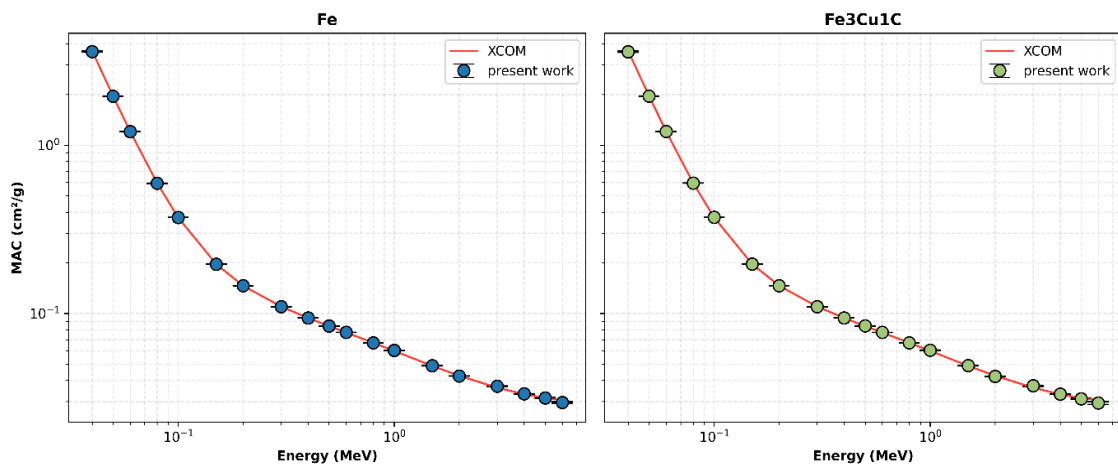 Fe
XCOM
present work
MAC (cm²/g)
10⁰
10⁻¹
10⁻¹
10⁰
Energy (MeV)
Fe3Cu1C
XCOM
present work
10⁻¹
10⁰
Energy (MeV)